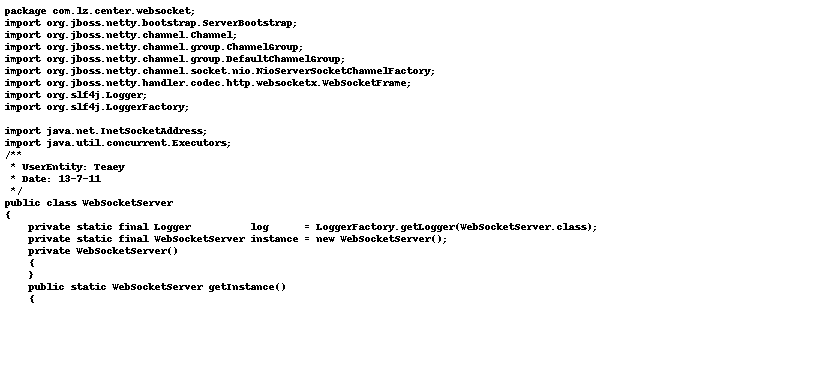 package com.lz.center.websocket;
import org.jboss.netty.bootstrap.ServerBootstrap;
import org.jboss.netty.channel.Channel;
import org.jboss.netty.channel.group.ChannelGroup;
import org.jboss.netty.channel.group.DefaultChannelGroup;
import org.jboss.netty.channel.socket.nio.NioServerSocketChannelFactory;
import org.jboss.netty.handler.codec.http.websocketx.WebSocketFrame;
import org.slf4j.Logger;
import org.slf4j.LoggerFactory;

import java.net.InetSocketAddress;
import java.util.concurrent.Executors;
/**
 * UserEntity: Teaey
 * Date: 13-7-11
 */
public class WebSocketServer
{
    private static final Logger          log      = LoggerFactory.getLogger(WebSocketServer.class);
    private static final WebSocketServer instance = new WebSocketServer();
    private WebSocketServer()
    {
    }
    public static WebSocketServer getInstance()
    {